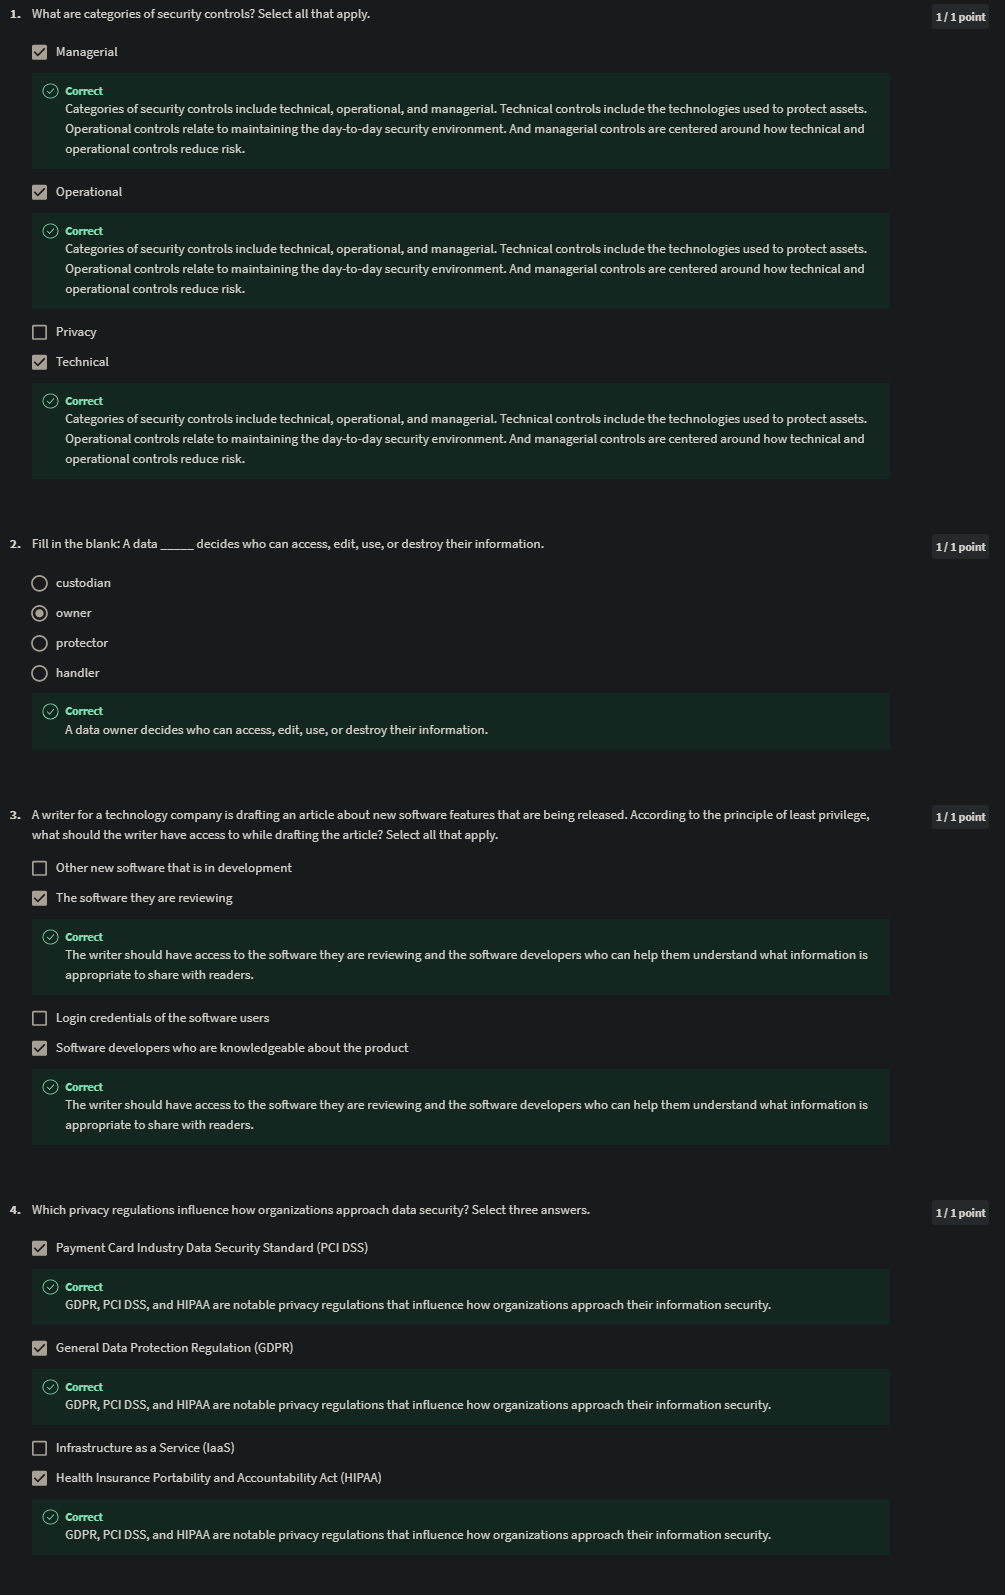 1. What are categories of security controls? Select all that apply.
1 / 1 point
Managerial
Correct
Categories of security controls include technical, operational, and managerial. Technical controls include the technologies used to protect assets.
Operational controls relate to maintaining the day-to-day security environment. And managerial controls are centered around how technical and
operational controls reduce risk.
Operational
Correct
Categories of security controls include technical, operational, and managerial. Technical controls include the technologies used to protect assets.
Operational controls relate to maintaining the day-to-day security environment. And managerial controls are centered around how technical and
operational controls reduce risk.
Privacy
Technical
Correct
Categories of security controls include technical, operational, and managerial. Technical controls include the technologies used to protect assets.
Operational controls relate to maintaining the day-to-day security environment. And managerial controls are centered around how technical and
operational controls reduce risk.
2. Fill in the blank: A data _____ decides who can access, edit, use, or destroy their information.
1 / 1 point
custodian
owner
protector
handler
Correct
A data owner decides who can access, edit, use, or destroy their information.
3. A writer for a technology company is drafting an article about new software features that are being released. According to the principle of least privilege,
what should the writer have access to while drafting the article? Select all that apply.
1 / 1 point
Other new software that is in development
The software they are reviewing
Correct
The writer should have access to the software they are reviewing and the software developers who can help them understand what information is
appropriate to share with readers.
Login credentials of the software users
Software developers who are knowledgeable about the product
Correct
The writer should have access to the software they are reviewing and the software developers who can help them understand what information is
appropriate to share with readers.
4. Which privacy regulations influence how organizations approach data security? Select three answers.
1 / 1 point
Payment Card Industry Data Security Standard (PCI DSS)
Correct
GDPR, PCI DSS, and HIPAA are notable privacy regulations that influence how organizations approach their information security.
General Data Protection Regulation (GDPR)
Correct
GDPR, PCI DSS, and HIPAA are notable privacy regulations that influence how organizations approach their information security.
Infrastructure as a Service (IaaS)
Health Insurance Portability and Accountability Act (HIPAA)
Correct
GDPR, PCI DSS, and HIPAA are notable privacy regulations that influence how organizations approach their information security.